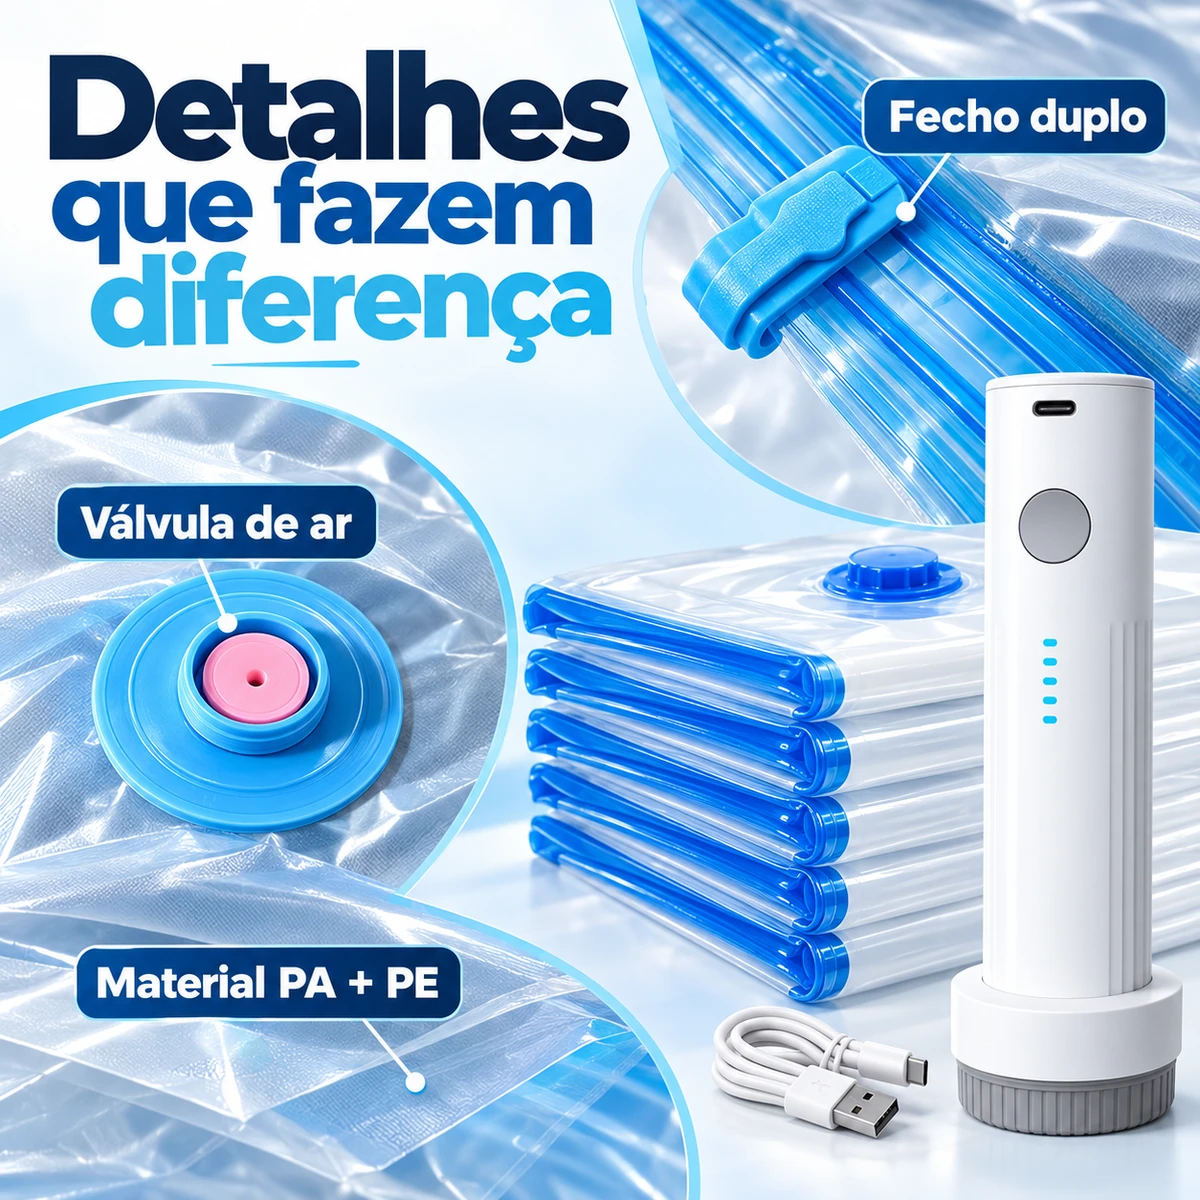 Detalhes
que fazem
diferença
Fecho duplo
Válvula de ar
Material PA + PE